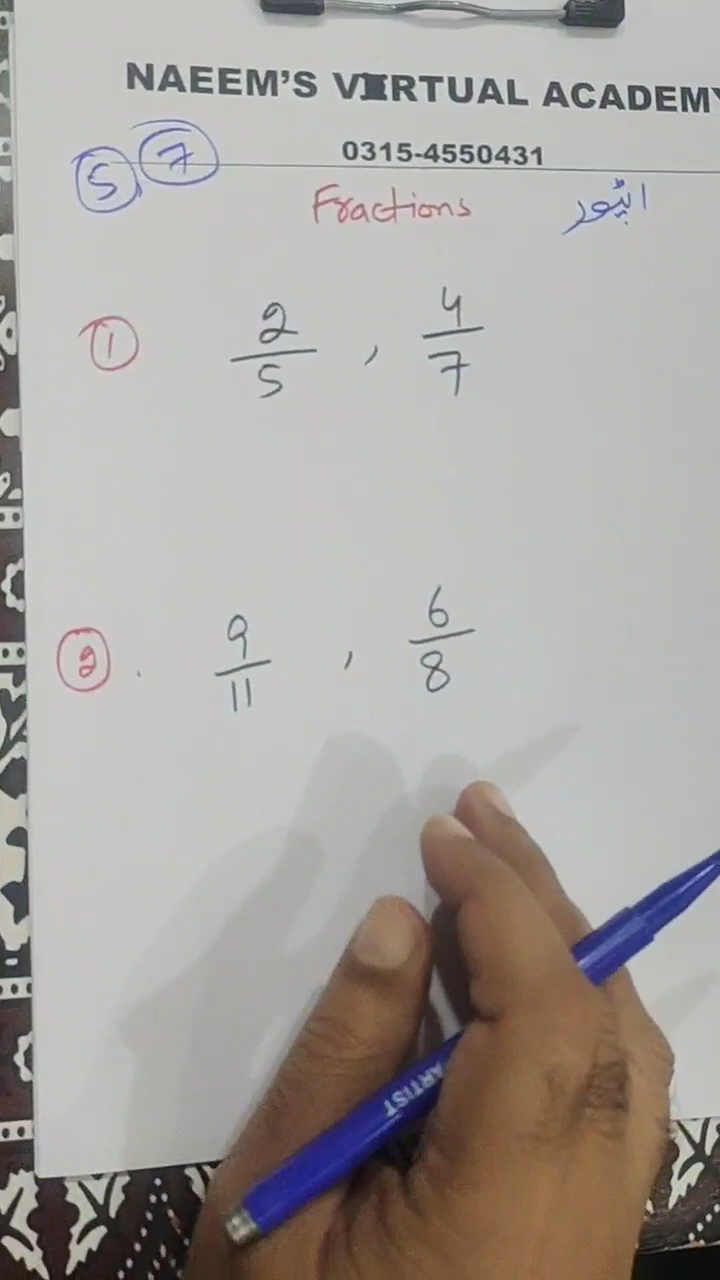 NAEEM'S VIRTUAL ACADEMY
0315-4550431
5, 7
Fractions
① 2/5 , 4/7
② 9/11 , 6/8
ARTIST